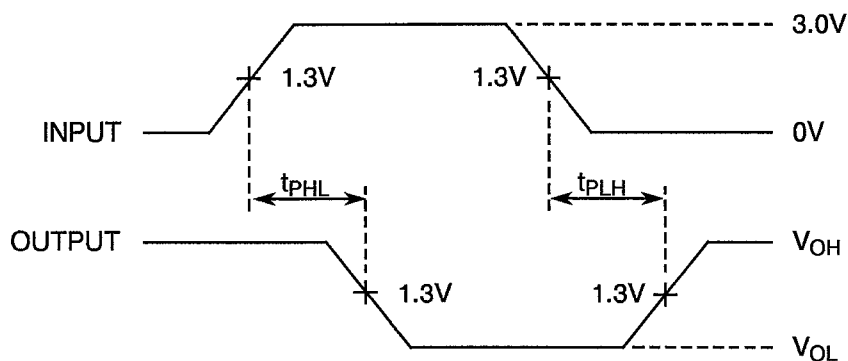 3.0V
1.3V 1.3V
INPUT 0V
tPHL tPLH
OUTPUT VOH
1.3V 1.3V
VOL